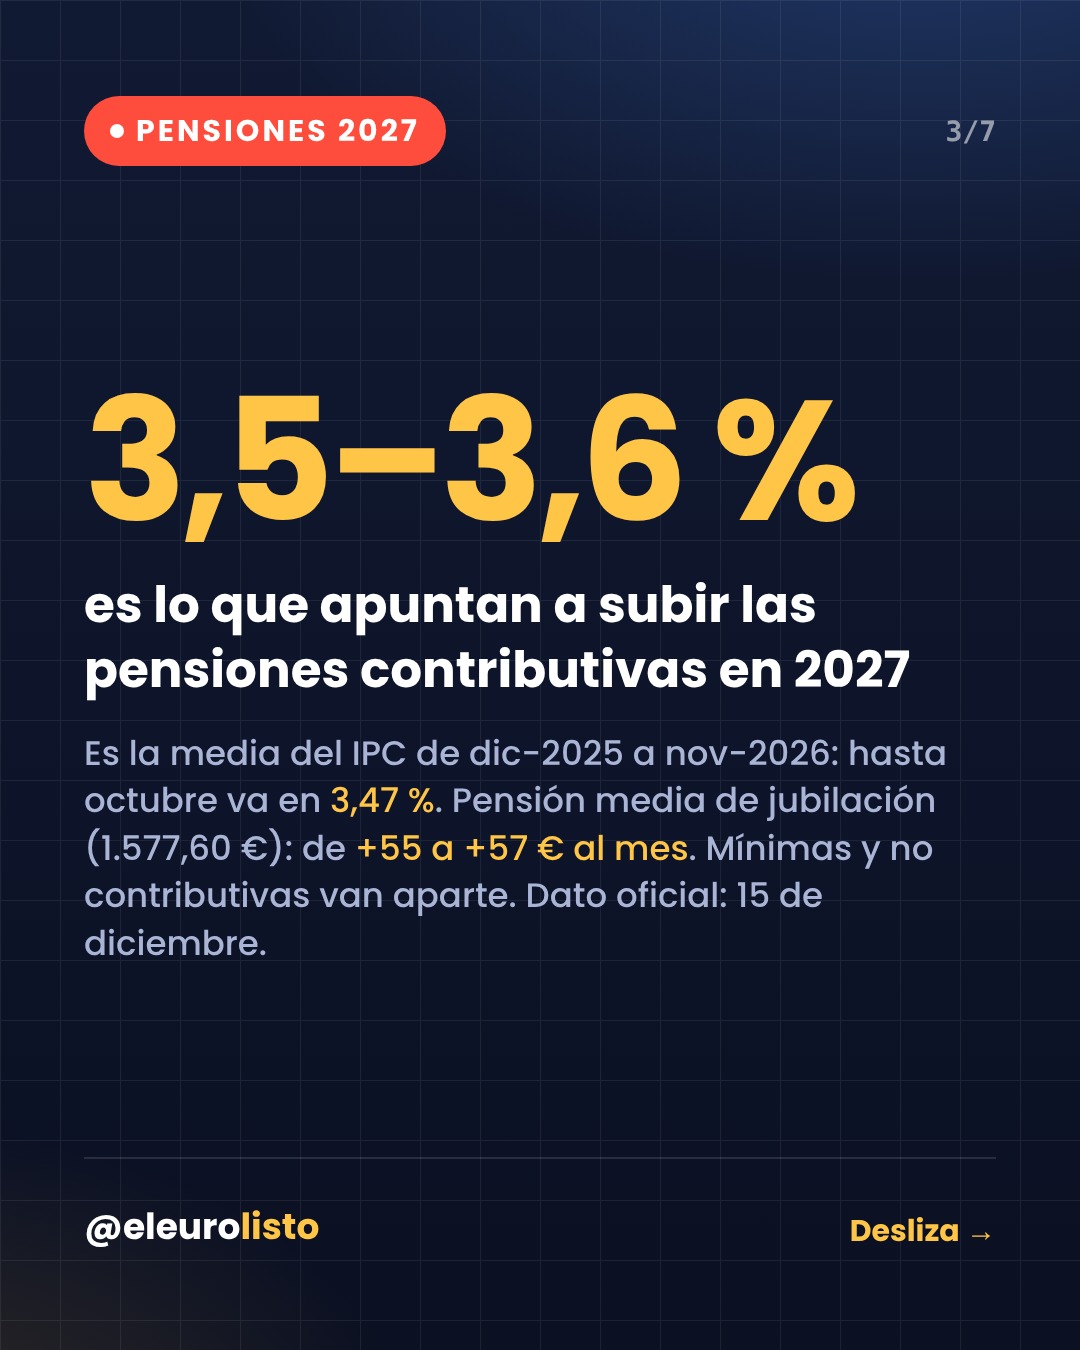 PENSIONES 2027
3/7
3,5–3,6 %
es lo que apuntan a subir las
pensiones contributivas en 2027
Es la media del IPC de dic-2025 a nov-2026: hasta
octubre va en 3,47 %. Pensión media de jubilación
(1.577,60 €): de +55 a +57 € al mes. Mínimas y no
contributivas van aparte. Dato oficial: 15 de
diciembre.
@eleurolisto
Desliza →